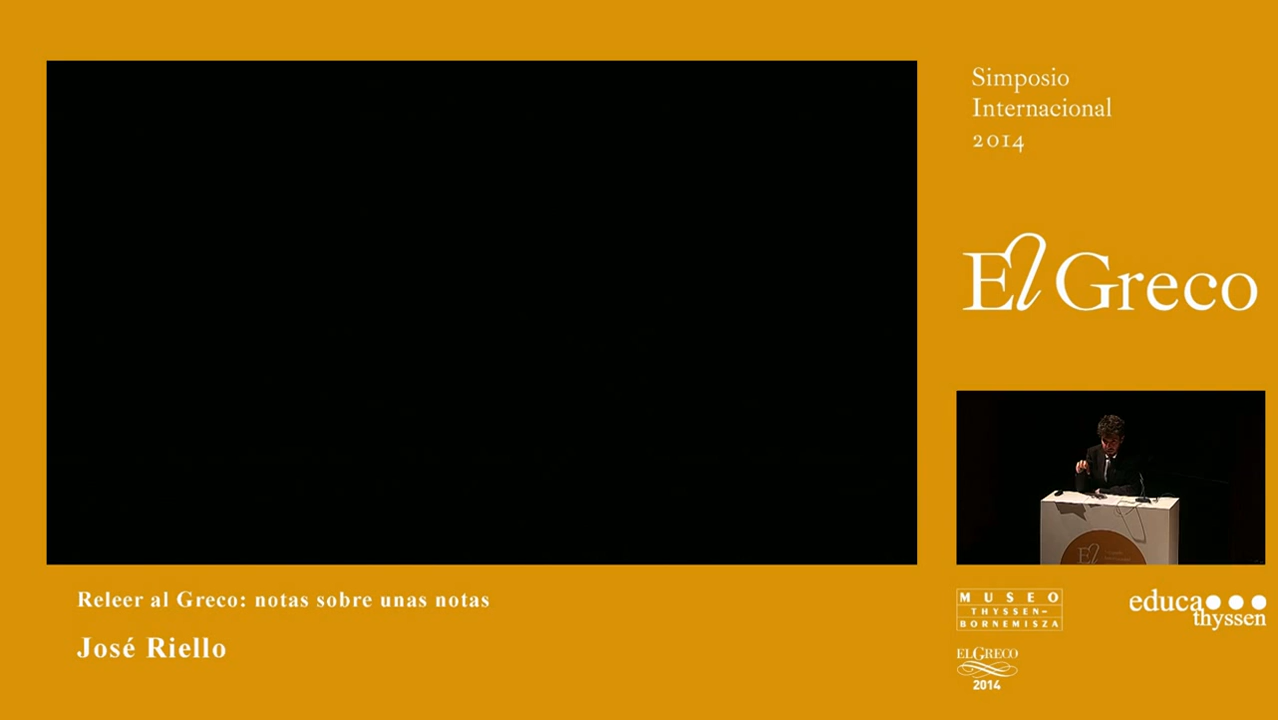 Simposio
Internacional
2014
El Greco
El
MUSEO
THYSSEN-
BORNEMISZA
educa
thyssen
ELGRECO
2014
Releer al Greco: notas sobre unas notas
José Riello